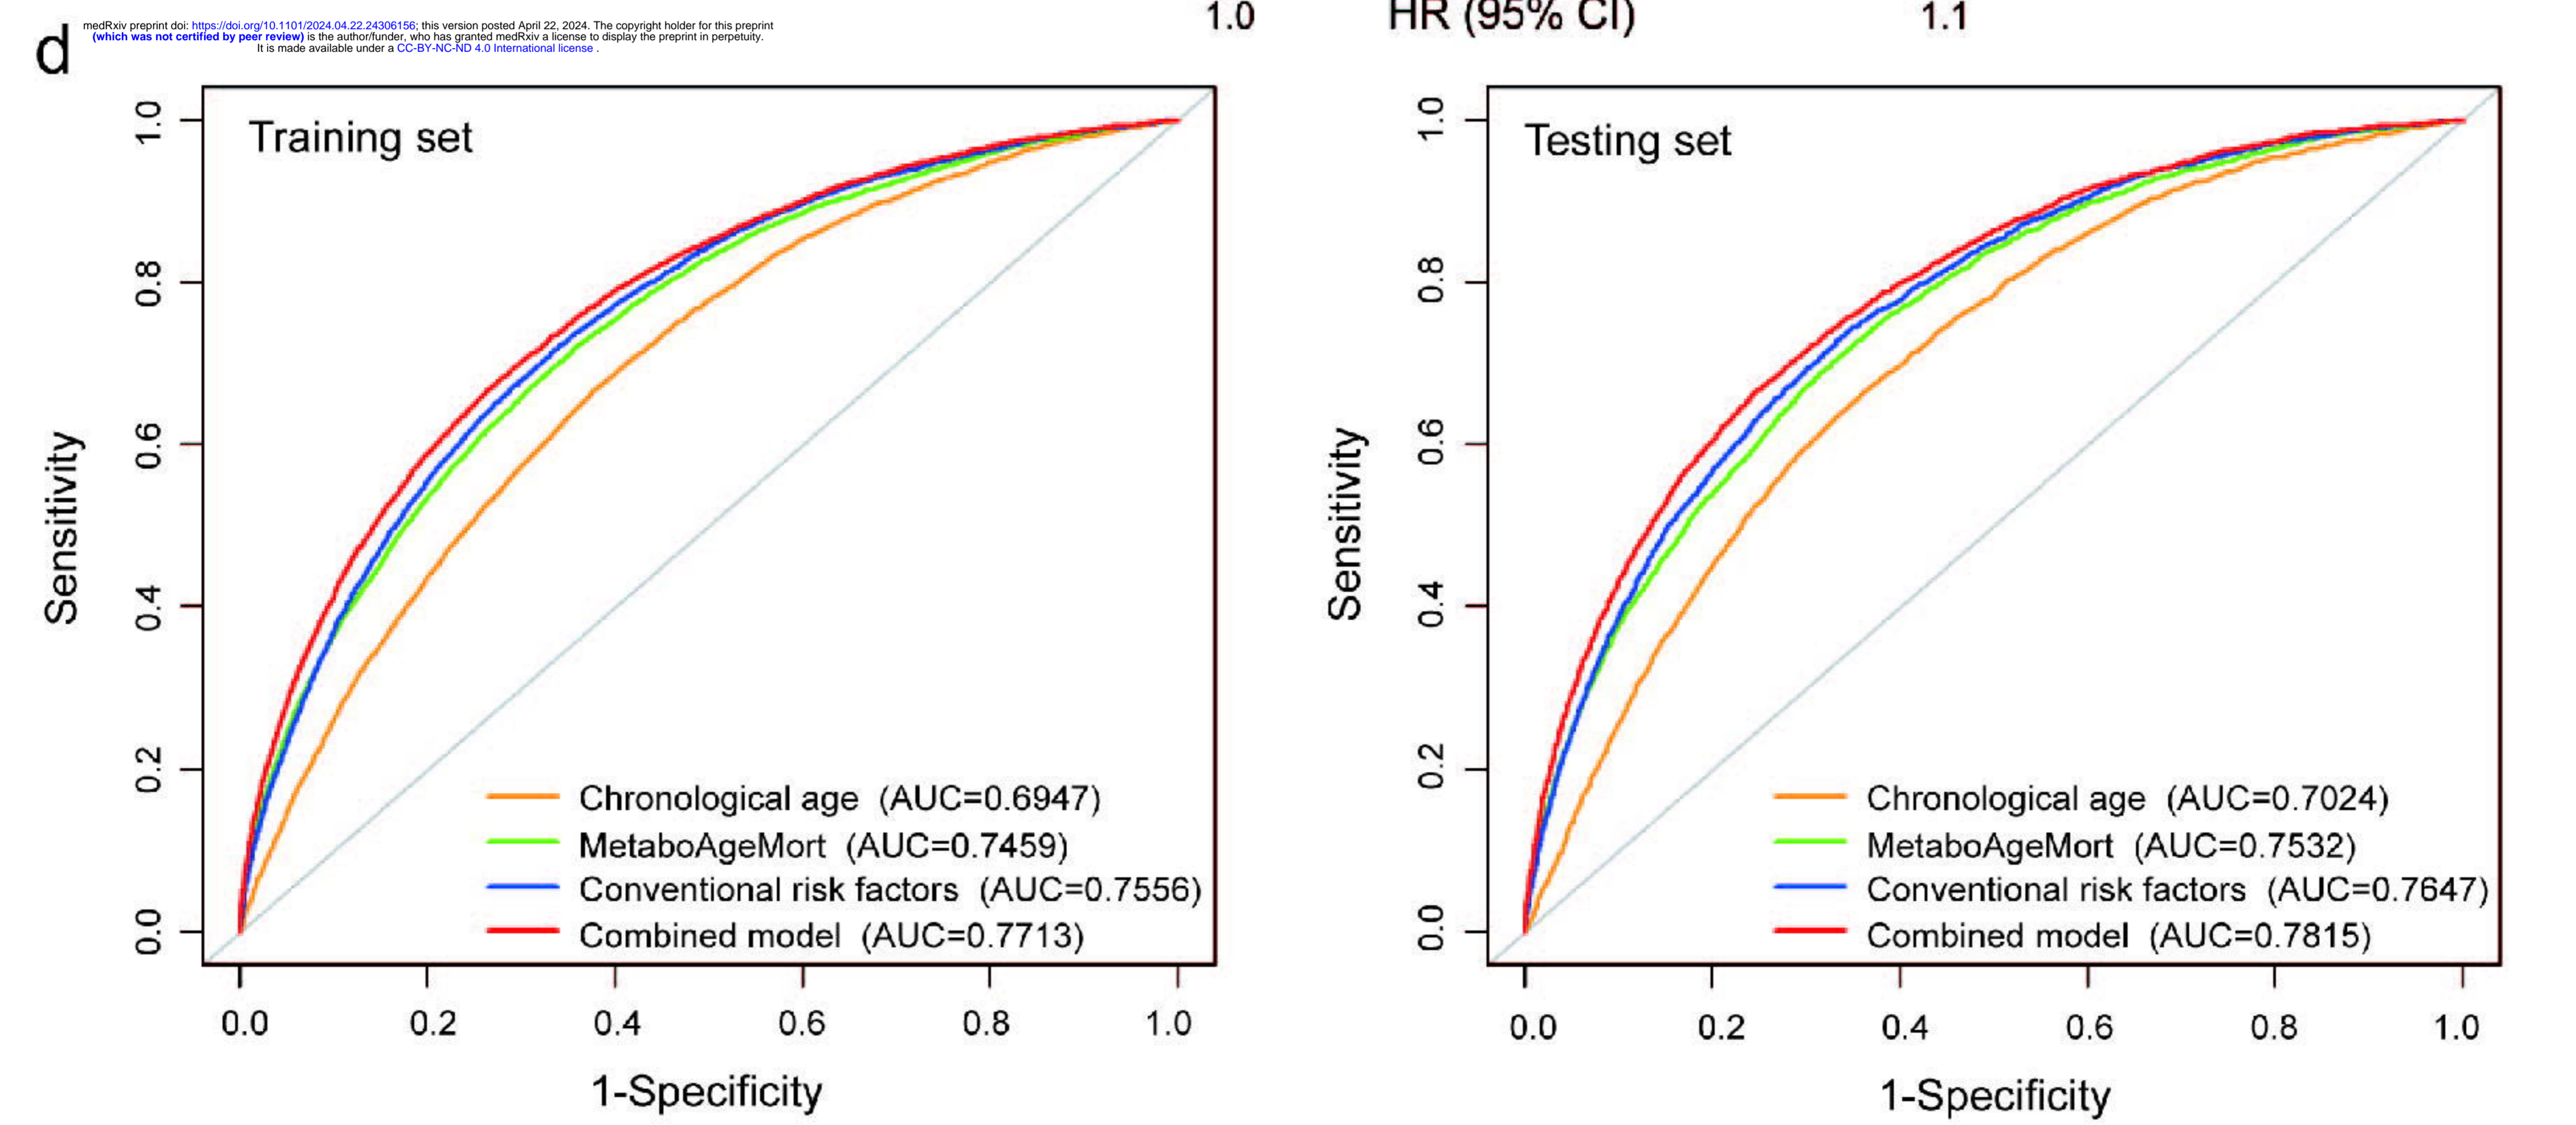 medRxiv preprint doi: https://doi.org/10.1101/2024.04.22.24306156; this version posted April 22, 2024. The copyright holder for this preprint
(which was not certified by peer review) is the author/funder, who has granted medRxiv a license to display the preprint in perpetuity.
It is made available under a CC-BY-NC-ND 4.0 International license .
1.0
HR (95% CI)
1.1
d
Training set
Sensitivity
1.0
0.8
0.6
0.4
0.2
0.0
Chronological age (AUC=0.6947)
MetaboAgeMort (AUC=0.7459)
Conventional risk factors (AUC=0.7556)
Combined model (AUC=0.7713)
0.0 0.2 0.4 0.6 0.8 1.0
1-Specificity
Testing set
Sensitivity
1.0
0.8
0.6
0.4
0.2
0.0
Chronological age (AUC=0.7024)
MetaboAgeMort (AUC=0.7532)
Conventional risk factors (AUC=0.7647)
Combined model (AUC=0.7815)
0.0 0.2 0.4 0.6 0.8 1.0
1-Specificity